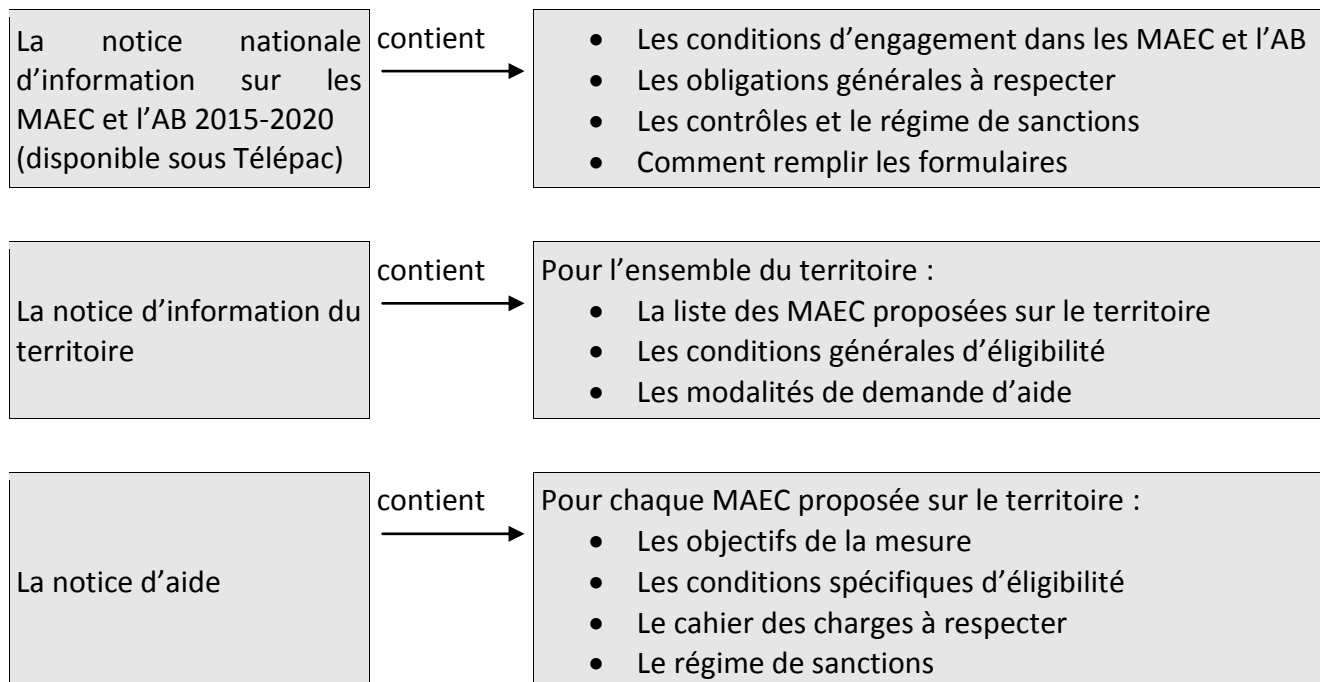 La notice nationale
d’information sur les
MAEC et l’AB 2015-2020
(disponible sous Télépac)
contient
• Les conditions d’engagement dans les MAEC et l’AB
• Les obligations générales à respecter
• Les contrôles et le régime de sanctions
• Comment remplir les formulaires
La notice d’information du
territoire
contient
Pour l’ensemble du territoire :
• La liste des MAEC proposées sur le territoire
• Les conditions générales d’éligibilité
• Les modalités de demande d’aide
La notice d’aide
contient
Pour chaque MAEC proposée sur le territoire :
• Les objectifs de la mesure
• Les conditions spécifiques d’éligibilité
• Le cahier des charges à respecter
• Le régime de sanctions